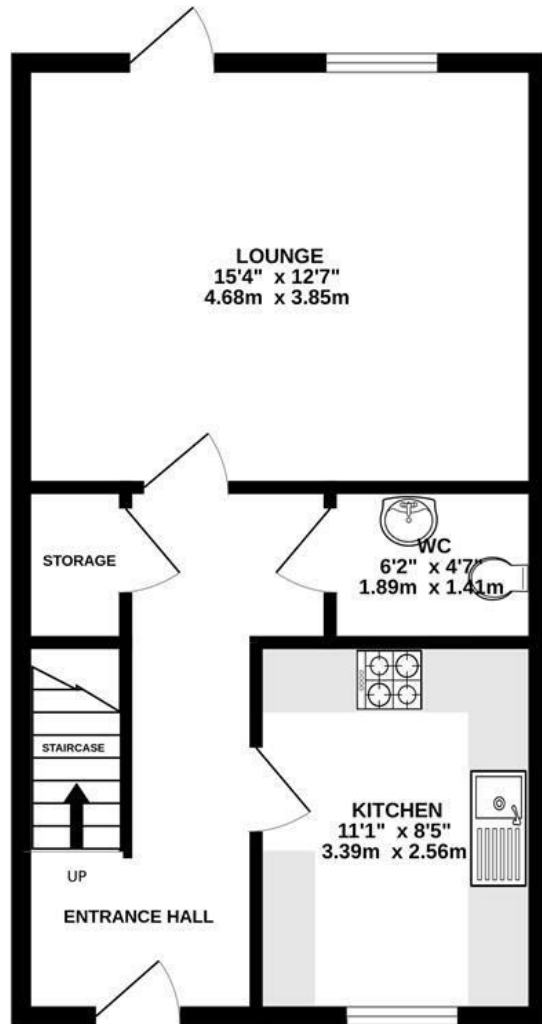 LOUNGE
15'4" x 12'7"
4.68m x 3.85m
STORAGE
WC
6'2" x 4'7"
1.89m x 1.41m
STAIRCASE
KITCHEN
11'1" x 8'5"
3.39m x 2.56m
UP
ENTRANCE HALL